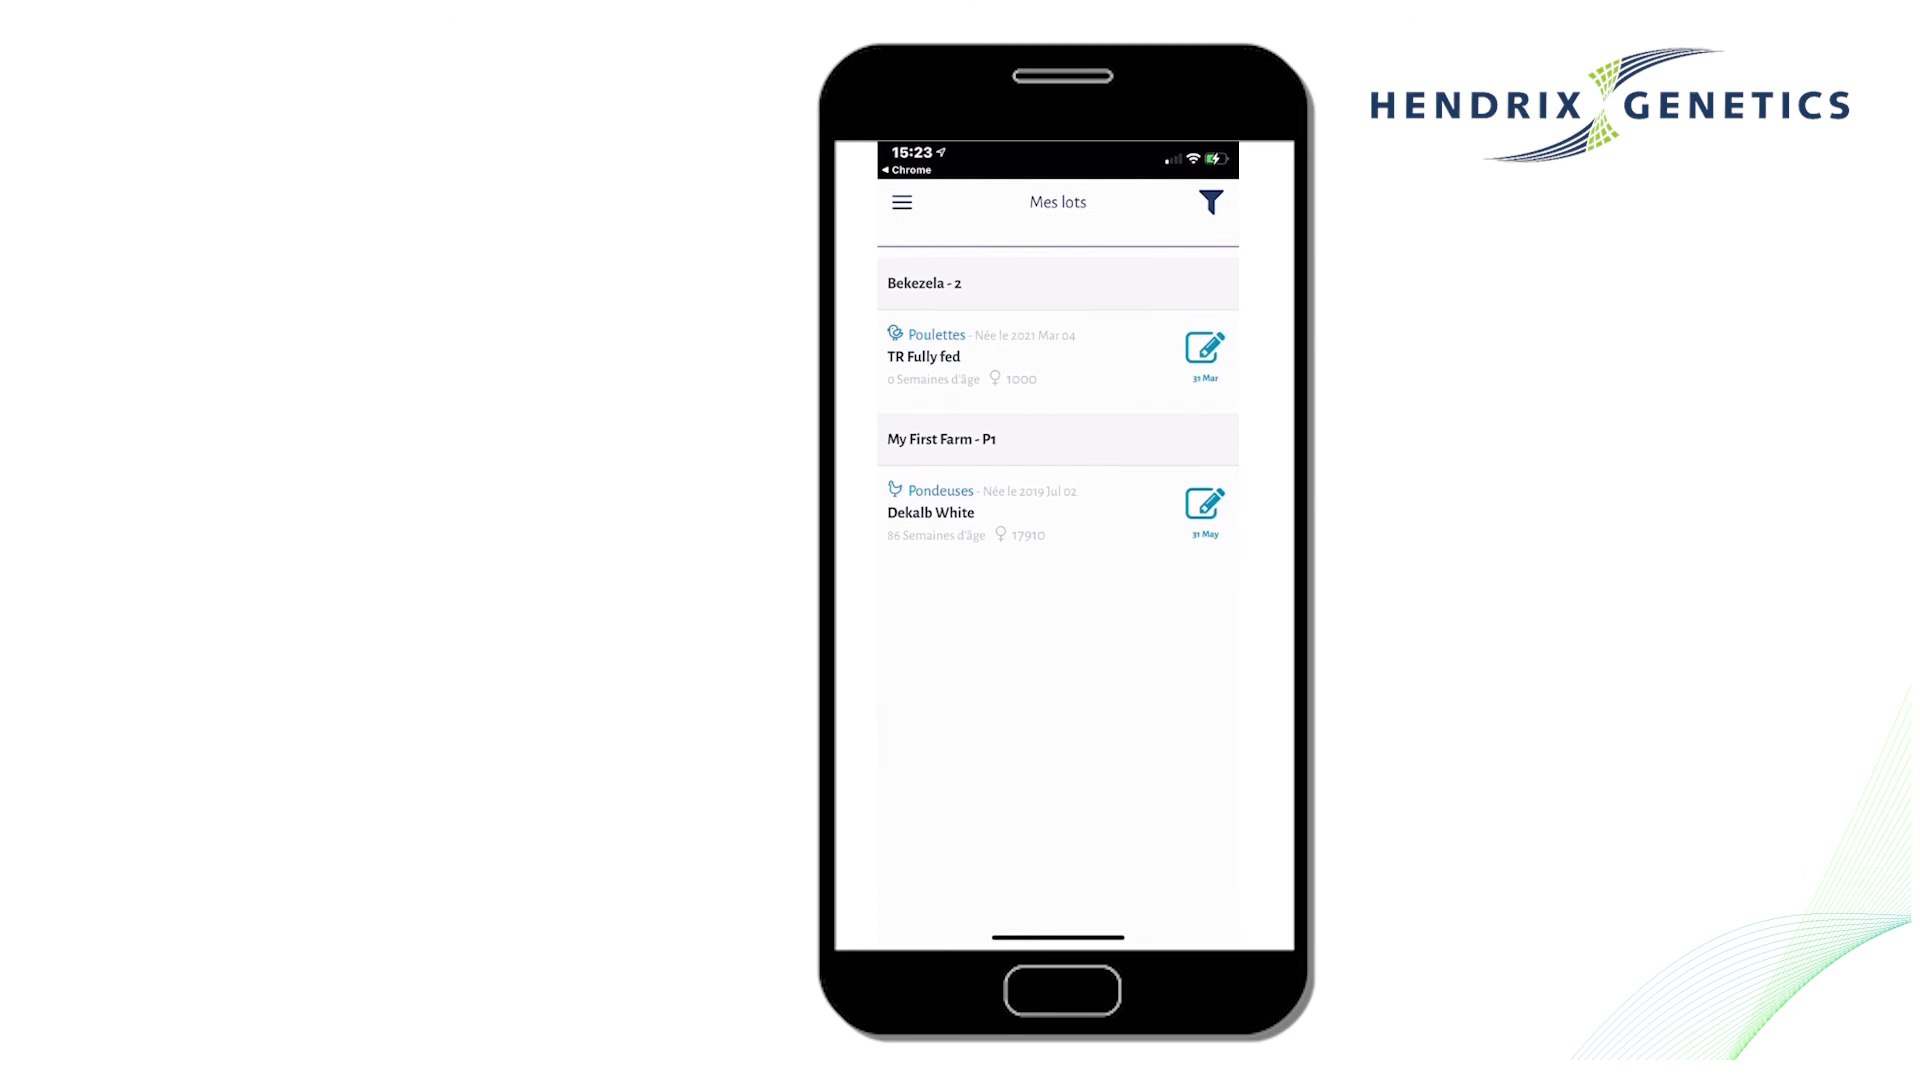 HENDRIX GENETICS
15:23
Chrome
Mes lots
Bekezela - 2
Poulettes - Née le 2021 Mar 04
TR Fully fed
0 Semaines d'âge 1000
31 Mar
My First Farm - P1
Pondeuses - Née le 2019 Jul 02
Dekalb White
86 Semaines d'âge 17910
31 May